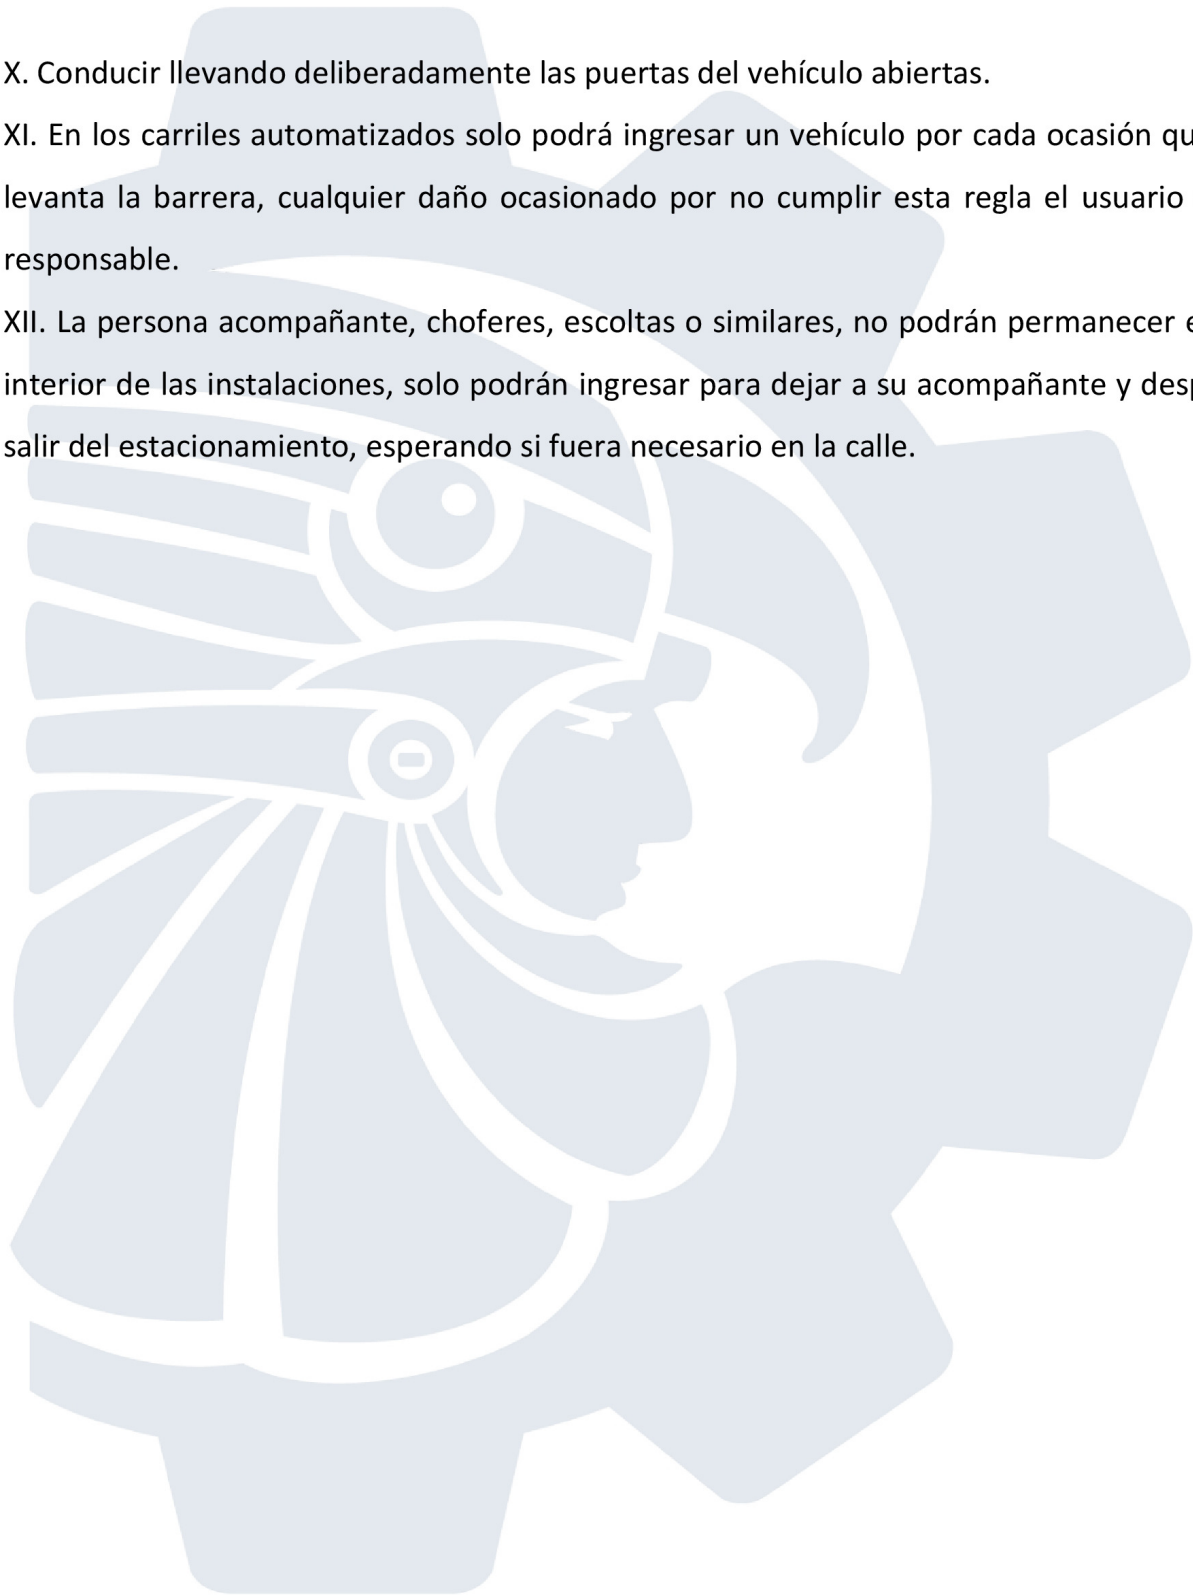 X. Conducir llevando deliberadamente las puertas del vehículo abiertas.
XI. En los carriles automatizados solo podrá ingresar un vehículo por cada ocasión qu
levanta la barrera, cualquier daño ocasionado por no cumplir esta regla el usuario
responsable.
XII. La persona acompañante, choferes, escoltas o similares, no podrán permanecer e
interior de las instalaciones, solo podrán ingresar para dejar a su acompañante y desp
salir del estacionamiento, esperando si fuera necesario en la calle.